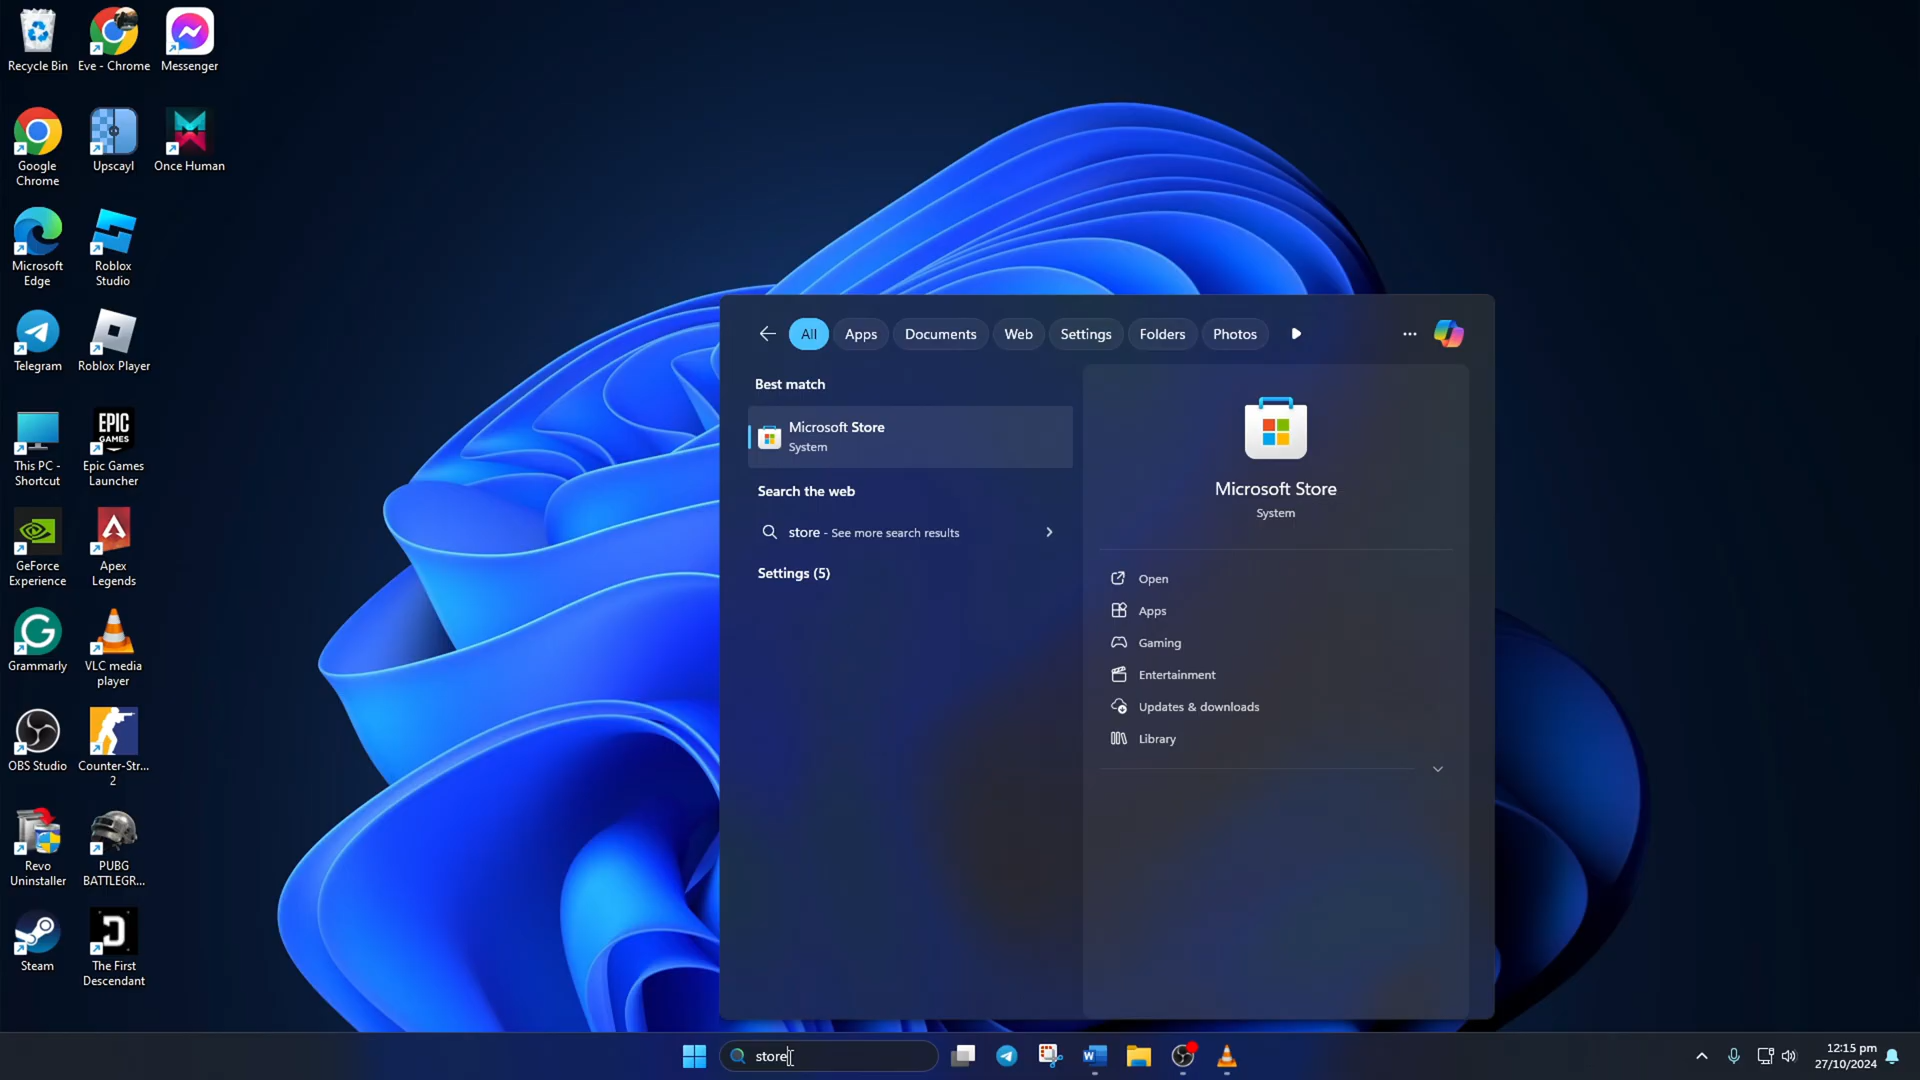 Recycle Bin
Eve - Chrome
Messenger
Google
Chrome
Upscayl
Once Human
Microsoft
Edge
Roblox
Studio
Telegram
Roblox Player
This PC -
Shortcut
EPIC
GAMES
Epic Games
Launcher
GeForce
Experience
Apex
Legends
Grammarly
VLC media
player
OBS Studio
Counter-Str...
2
Revo
Uninstaller
PUBG
BATTLEGR...
Steam
The First
Descendant
All
Apps
Documents
Web
Settings
Folders
Photos
Best match
Microsoft Store
System
Search the web
store - See more search results
Settings (5)
Microsoft Store
System
Open
Apps
Gaming
Entertainment
Updates & downloads
Library
store
12:15 pm
27/10/2024